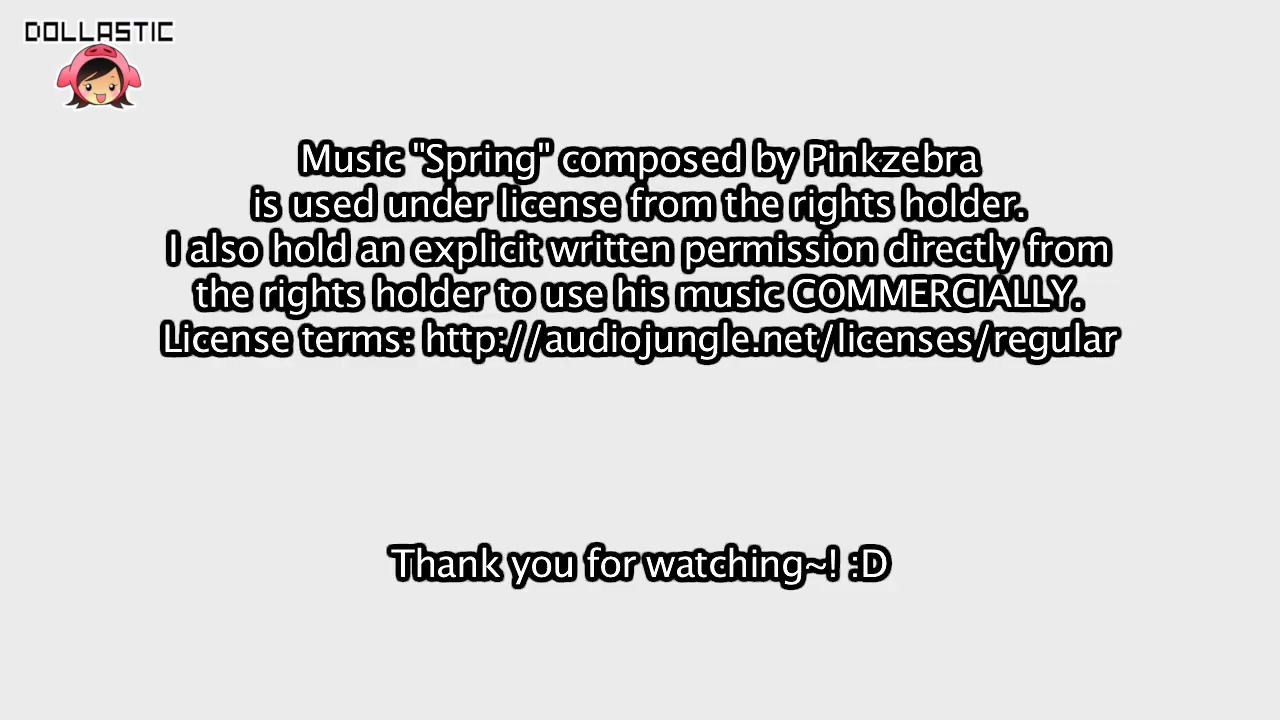 DOLLASTIC
Music "Spring" composed by Pinkzebra
is used under license from the rights holder.
I also hold an explicit written permission directly from
the rights holder to use his music COMMERCIALLY.
License terms: http://audiojungle.net/licenses/regular
Thank you for watching~! :D